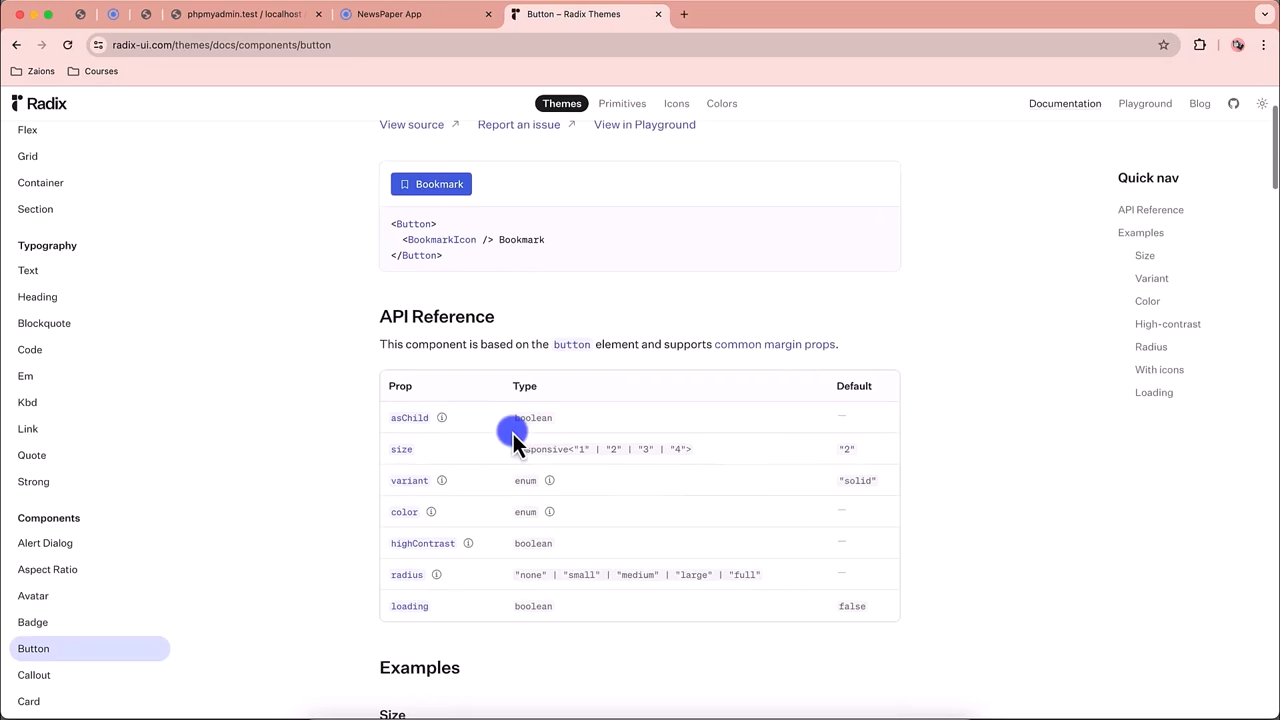 phpmyadmin.test / localhost
NewsPaper App
Button – Radix Themes
radix-ui.com/themes/docs/components/button
Zaions
Courses
Radix
Themes
Primitives
Icons
Colors
Documentation
Playground
Blog
Flex
Grid
Container
Section
Typography
Text
Heading
Blockquote
Code
Em
Kbd
Link
Quote
Strong
Components
Alert Dialog
Aspect Ratio
Avatar
Badge
Button
Callout
Card
View source
Report an issue
View in Playground
Bookmark
<Button>
<BookmarkIcon /> Bookmark
</Button>
API Reference
This component is based on the button element and supports common margin props.
Prop Type Default
asChild boolean —
size sponsive<"1" | "2" | "3" | "4"> "2"
variant enum "solid"
color enum —
highContrast boolean —
radius "none" | "small" | "medium" | "large" | "full" —
loading boolean false
Examples
Size
Quick nav
API Reference
Examples
Size
Variant
Color
High-contrast
Radius
With icons
Loading